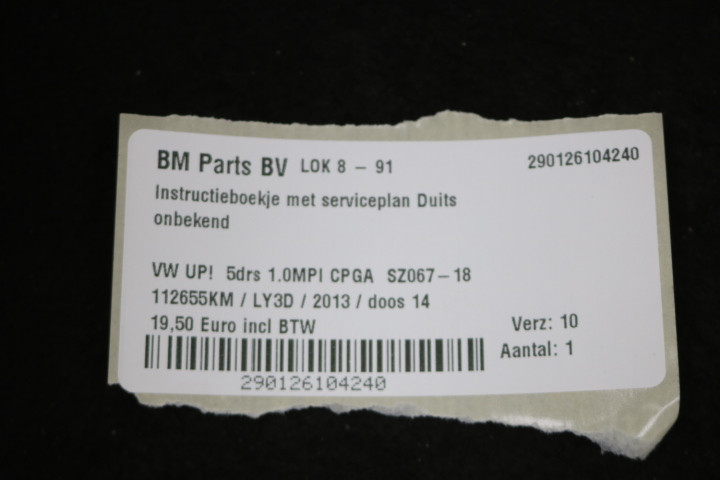 BM Parts BV LOK 8 - 91 290126104240
Instructieboekje met serviceplan Duits
onbekend
VW UP! 5drs 1.0MPI CPGA SZ067-18
112655KM / LY3D / 2013 / doos 14
19,50 Euro incl BTW Verz: 10
Aantal: 1
290126104240